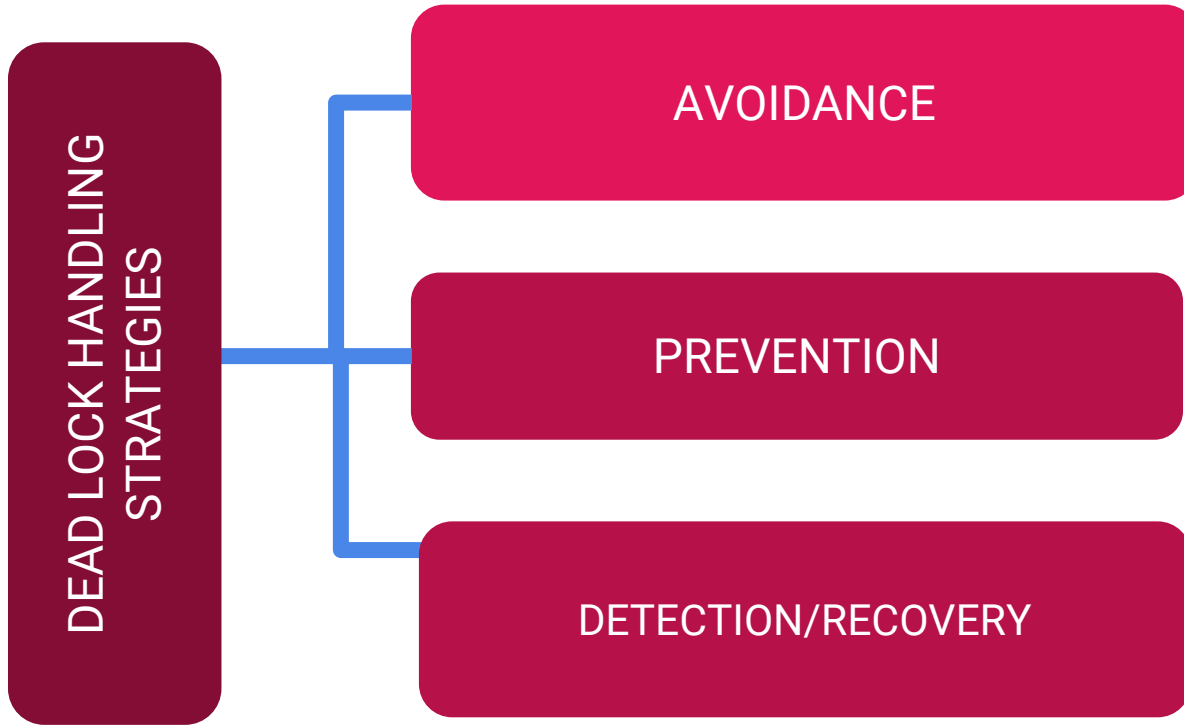 DEAD LOCK HANDLING
STRATEGIES
AVOIDANCE
PREVENTION
DETECTION/RECOVERY